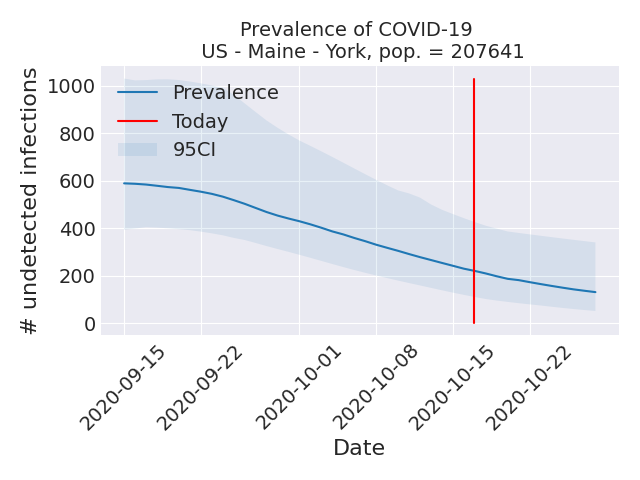 Prevalence of COVID-19
US - Maine - York, pop. = 207641
# undetected infections
1000
800
600
400
200
0
Prevalence
Today
95CI
2020-09-15
2020-09-22
2020-10-01
2020-10-08
2020-10-15
2020-10-22
Date